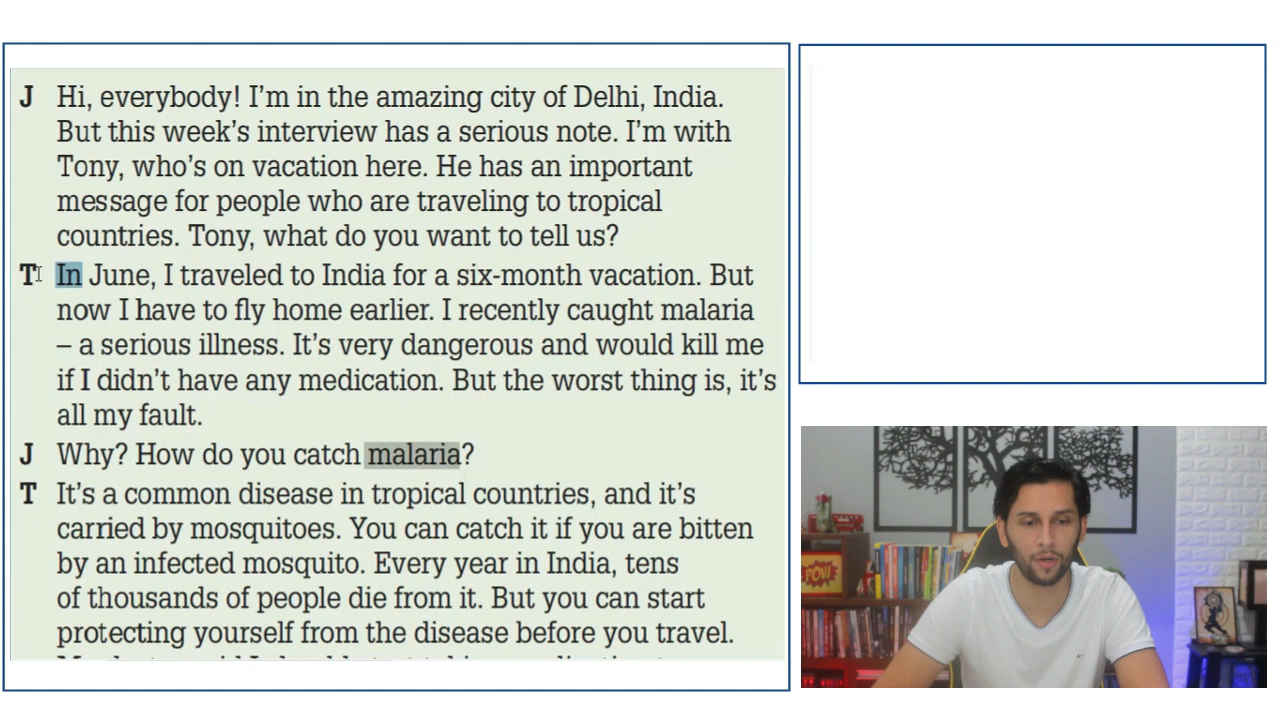 J Hi, everybody! I'm in the amazing city of Delhi, India.
But this week's interview has a serious note. I'm with
Tony, who's on vacation here. He has an important
message for people who are traveling to tropical
countries. Tony, what do you want to tell us?
T In June, I traveled to India for a six-month vacation. But
now I have to fly home earlier. I recently caught malaria
– a serious illness. It's very dangerous and would kill me
if I didn't have any medication. But the worst thing is, it's
all my fault.
J Why? How do you catch malaria?
T It's a common disease in tropical countries, and it's
carried by mosquitoes. You can catch it if you are bitten
by an infected mosquito. Every year in India, tens
of thousands of people die from it. But you can start
protecting yourself from the disease before you travel.
POW!